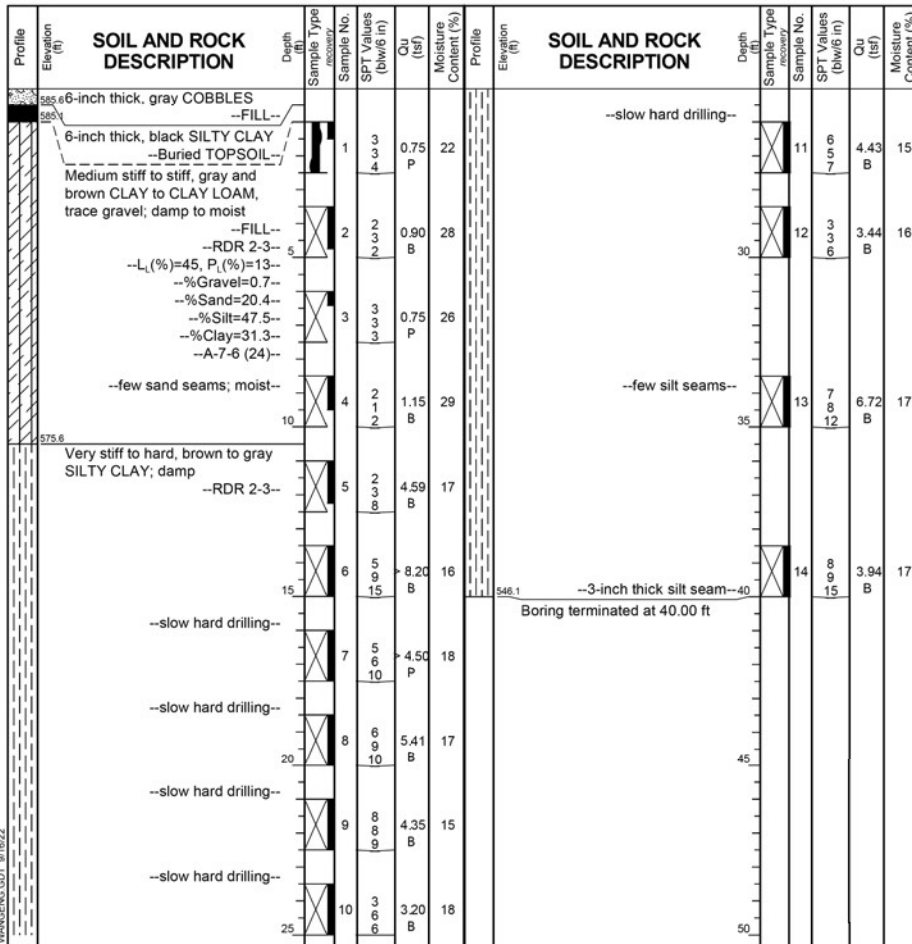 Profile
Elevation (ft)
SOIL AND ROCK
DESCRIPTION
Depth (ft)
Sample Type
recovery
Sample No.
SPT Values (blw/6 in)
Qu (tsf)
Moisture Content (%)
585.6 6-inch thick, gray COBBLES
--FILL--
585.1
6-inch thick, black SILTY CLAY
--Buried TOPSOIL--
1 3 3 4 0.75 P 22
Medium stiff to stiff, gray and
brown CLAY to CLAY LOAM,
trace gravel; damp to moist
--FILL--
2 2 3 2 0.90 B 28
--RDR 2-3-- 5
--LL(%)=45, PL(%)=13--
--%Gravel=0.7--
--%Sand=20.4--
--%Silt=47.5--
3 3 3 3 0.75 P 26
--%Clay=31.3--
--A-7-6 (24)--
--few sand seams; moist--
4 2 1 2 1.15 B 29
10
575.6
Very stiff to hard, brown to gray
SILTY CLAY; damp
--RDR 2-3--
5 2 3 8 4.59 B 17
6 5 9 15 > 8.20 B 16
15
--slow hard drilling--
7 5 6 10 > 4.50 P 18
--slow hard drilling--
8 6 9 10 5.41 B 17
20
--slow hard drilling--
9 8 8 9 4.35 B 15
--slow hard drilling--
10 3 6 6 3.20 B 18
25
WANGENG.GDT 9/16/22
Profile
Elevation (ft)
SOIL AND ROCK
DESCRIPTION
Depth (ft)
Sample Type
recovery
Sample No.
SPT Values (blw/6 in)
Qu (tsf)
Moisture Content (%)
--slow hard drilling--
11 6 5 7 4.43 B 15
12 3 3 6 3.44 B 16
30
--few silt seams--
13 7 8 12 6.72 B 17
35
14 8 9 15 3.94 B 17
546.1 --3-inch thick silt seam-- 40
Boring terminated at 40.00 ft
45
50